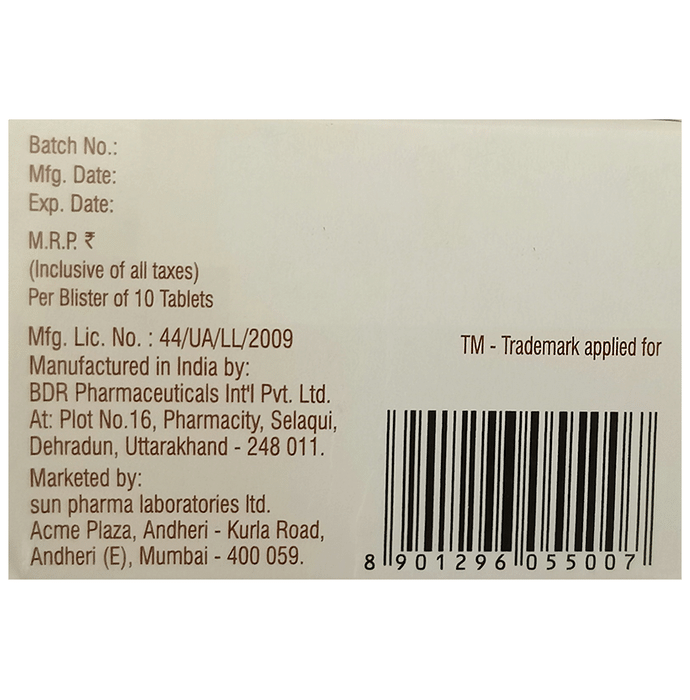 Batch No.:
Mfg. Date:
Exp. Date:
M.R.P. ₹
(Inclusive of all taxes)
Per Blister of 10 Tablets
Mfg. Lic. No. : 44/UA/LL/2009
Manufactured in India by:
BDR Pharmaceuticals Int'l Pvt. Ltd.
At: Plot No.16, Pharmacity, Selaqui,
Dehradun, Uttarakhand - 248 011.
Marketed by:
sun pharma laboratories ltd.
Acme Plaza, Andheri - Kurla Road,
Andheri (E), Mumbai - 400 059.
TM - Trademark applied for
8 901296 055007